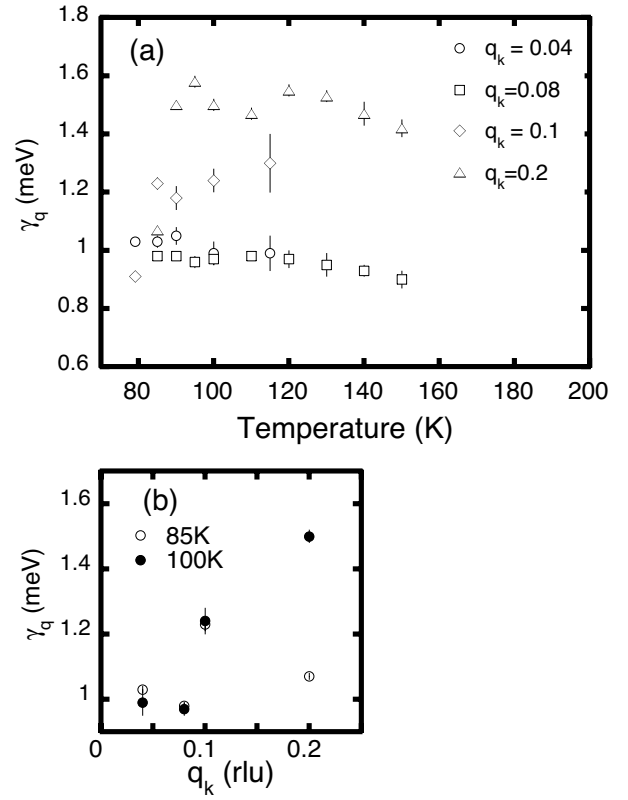 1.8
(a)
q_k = 0.04
1.6
q_k=0.08
q_k = 0.1
1.4
q_k=0.2
1.2
γ_q (meV)
1
0.8
0.6
80 100 120 140 160 180 200
Temperature (K)
(b)
1.6
85K
100K
1.4
γ_q (meV)
1.2
1
0 0.1 0.2
q_k (rlu)